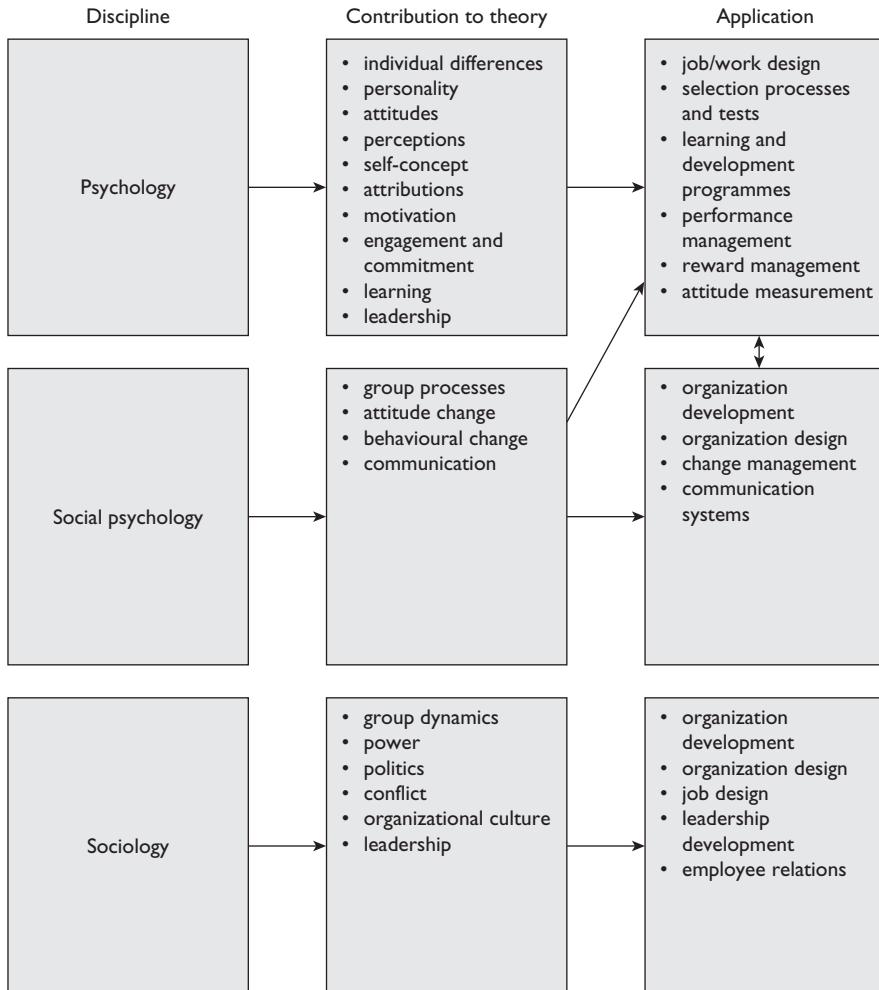 Discipline
Contribution to theory
Application
Psychology
• individual differences
• personality
• attitudes
• perceptions
• self-concept
• attributions
• motivation
• engagement and
commitment
• learning
• leadership
• job/work design
• selection processes
and tests
• learning and
development
programmes
• performance
management
• reward management
• attitude measurement
Social psychology
• group processes
• attitude change
• behavioural change
• communication
• organization
development
• organization design
• change management
• communication
systems
Sociology
• group dynamics
• power
• politics
• conflict
• organizational culture
• leadership
• organization
development
• organization design
• job design
• leadership
development
• employee relations